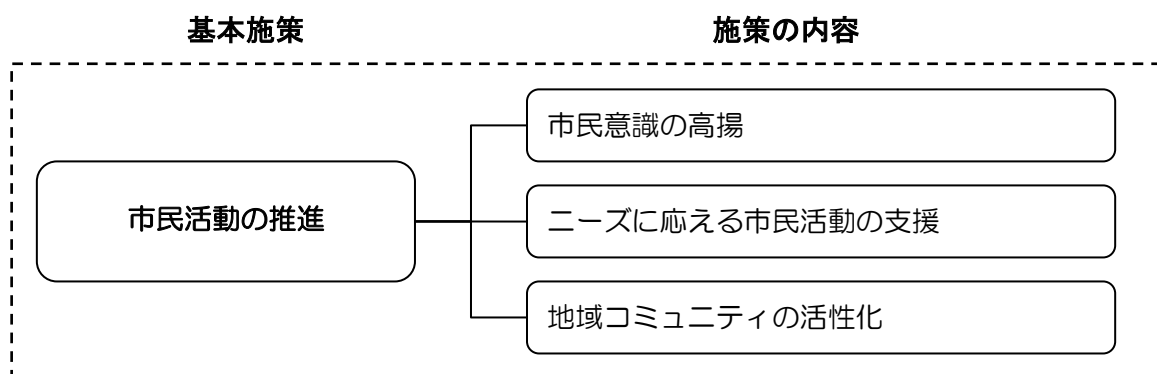 基本施策 施策の内容
市民意識の高揚
市民活動の推進
ニーズに応える市民活動の支援
地域コミュニティの活性化